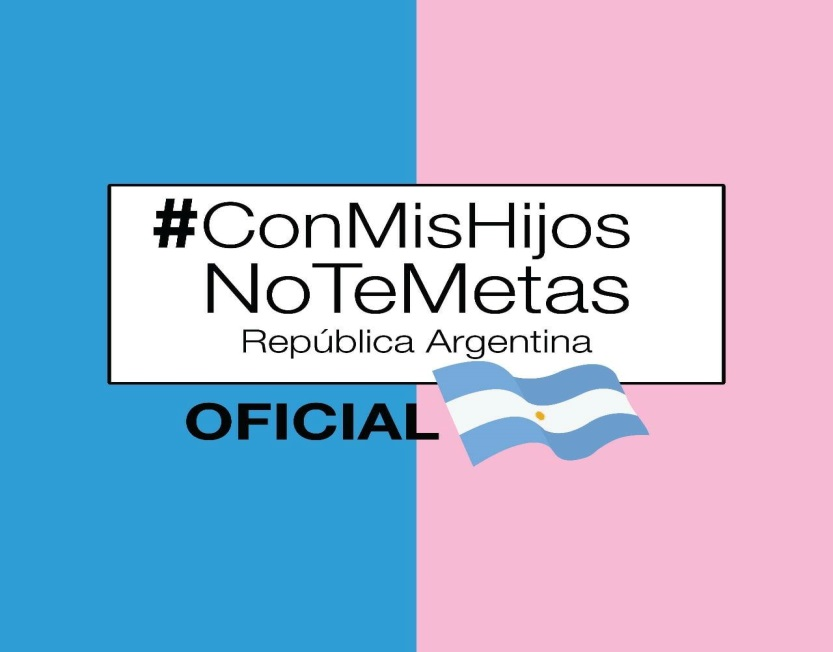 #ConMisHijos
NoTeMetas
República Argentina
OFICIAL